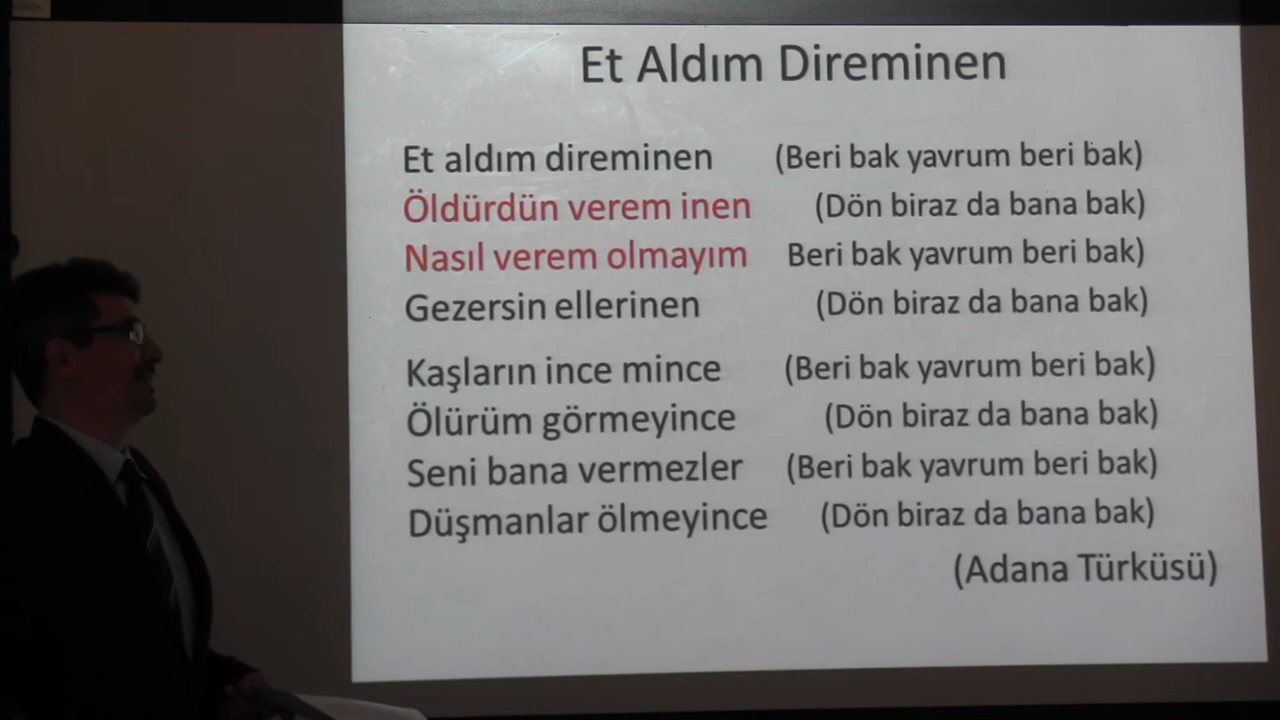 Et Aldım Direminen
Et aldım direminen (Beri bak yavrum beri bak)
Öldürdün verem inen (Dön biraz da bana bak)
Nasıl verem olmayım Beri bak yavrum beri bak)
Gezersin ellerinen (Dön biraz da bana bak)
Kaşların ince mince (Beri bak yavrum beri bak)
Ölürüm görmeyince (Dön biraz da bana bak)
Seni bana vermezler (Beri bak yavrum beri bak)
Düşmanlar ölmeyince (Dön biraz da bana bak)
(Adana Türküsü)